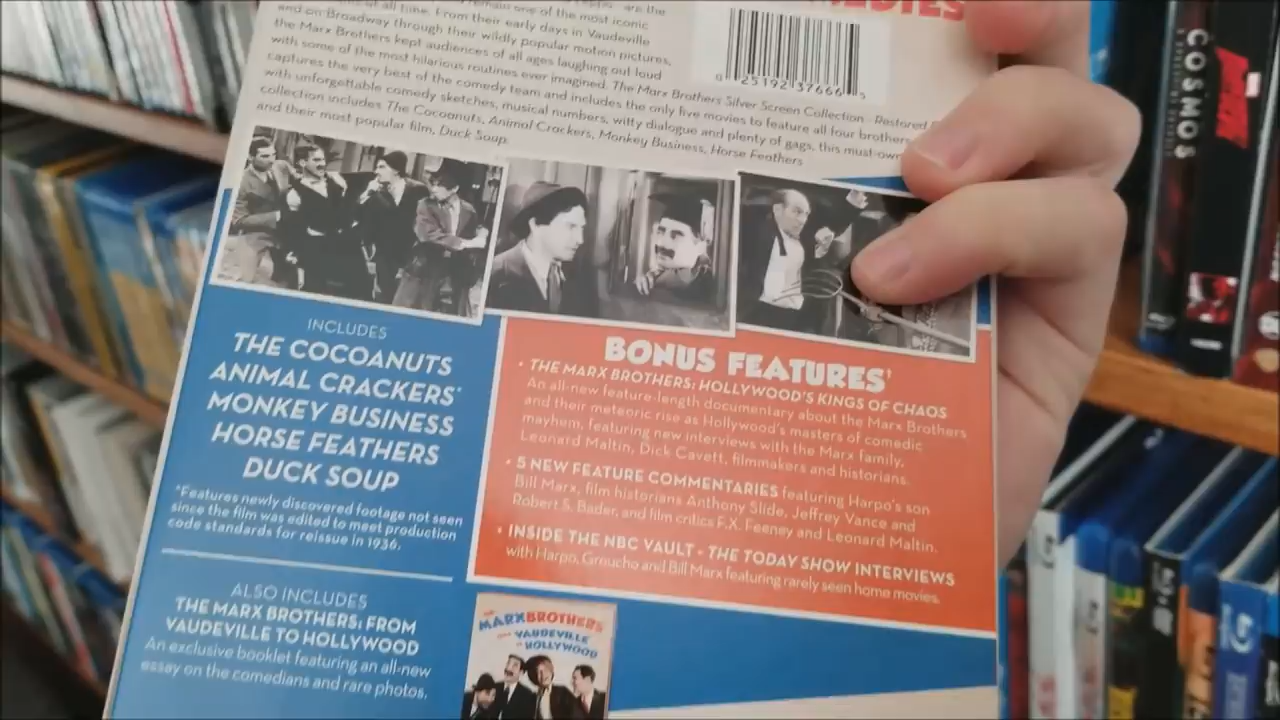 are the
remain one of the most iconic
of all time. From their early days in Vaudeville
and on Broadway through their wildly popular motion pictures,
the Marx Brothers kept audiences of all ages laughing out loud
with some of the most hilarious routines ever imagined. The Marx Brothers Silver Screen Collection - Restored
captures the very best of the comedy team and includes the only five movies to feature all four brothers
with unforgettable comedy sketches, musical numbers, witty dialogue and plenty of gags, this must-own
collection includes The Cocoanuts, Animal Crackers, Monkey Business, Horse Feathers
and their most popular film, Duck Soup.
0 25192 37666 5
INCLUDES
THE COCOANUTS
ANIMAL CRACKERS*
MONKEY BUSINESS
HORSE FEATHERS
DUCK SOUP
*Features newly discovered footage not seen
since the film was edited to meet production
code standards for reissue in 1936.
ALSO INCLUDES
THE MARX BROTHERS: FROM
VAUDEVILLE TO HOLLYWOOD
An exclusive booklet featuring an all-new
essay on the comedians and rare photos.
BONUS FEATURES†
• THE MARX BROTHERS: HOLLYWOOD'S KINGS OF CHAOS
An all-new feature-length documentary about the Marx Brothers
and their meteoric rise as Hollywood's masters of comedic
mayhem, featuring new interviews with the Marx family,
Leonard Maltin, Dick Cavett, filmmakers and historians.
• 5 NEW FEATURE COMMENTARIES featuring Harpo's son
Bill Marx, film historians Anthony Slide, Jeffrey Vance and
Robert S. Bader, and film critics F.X. Feeney and Leonard Maltin.
• INSIDE THE NBC VAULT - THE TODAY SHOW INTERVIEWS
with Harpo, Groucho and Bill Marx featuring rarely seen home movies.
THE
MARX BROTHERS
FROM VAUDEVILLE
TO HOLLYWOOD
COSMOS